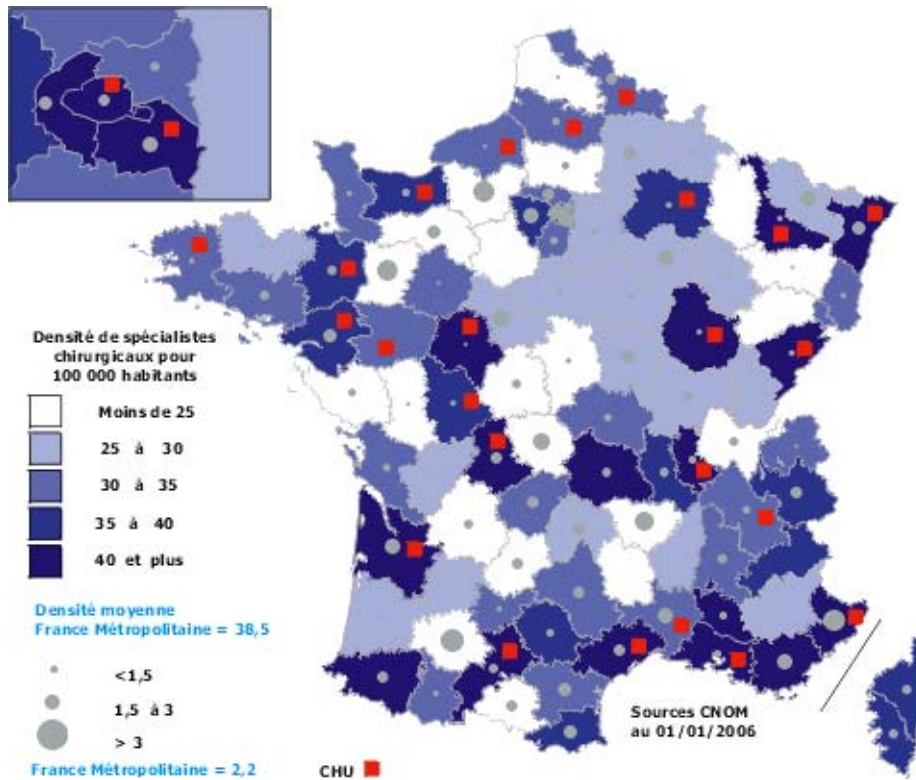 Densité de spécialistes
chirurgicaux pour
100 000 habitants
Moins de 25
25 à 30
30 à 35
35 à 40
40 et plus
Densité moyenne
France Métropolitaine = 38,5
<1,5
1,5 à 3
> 3
France Métropolitaine = 2,2
CHU
Sources CNOM
au 01/01/2006